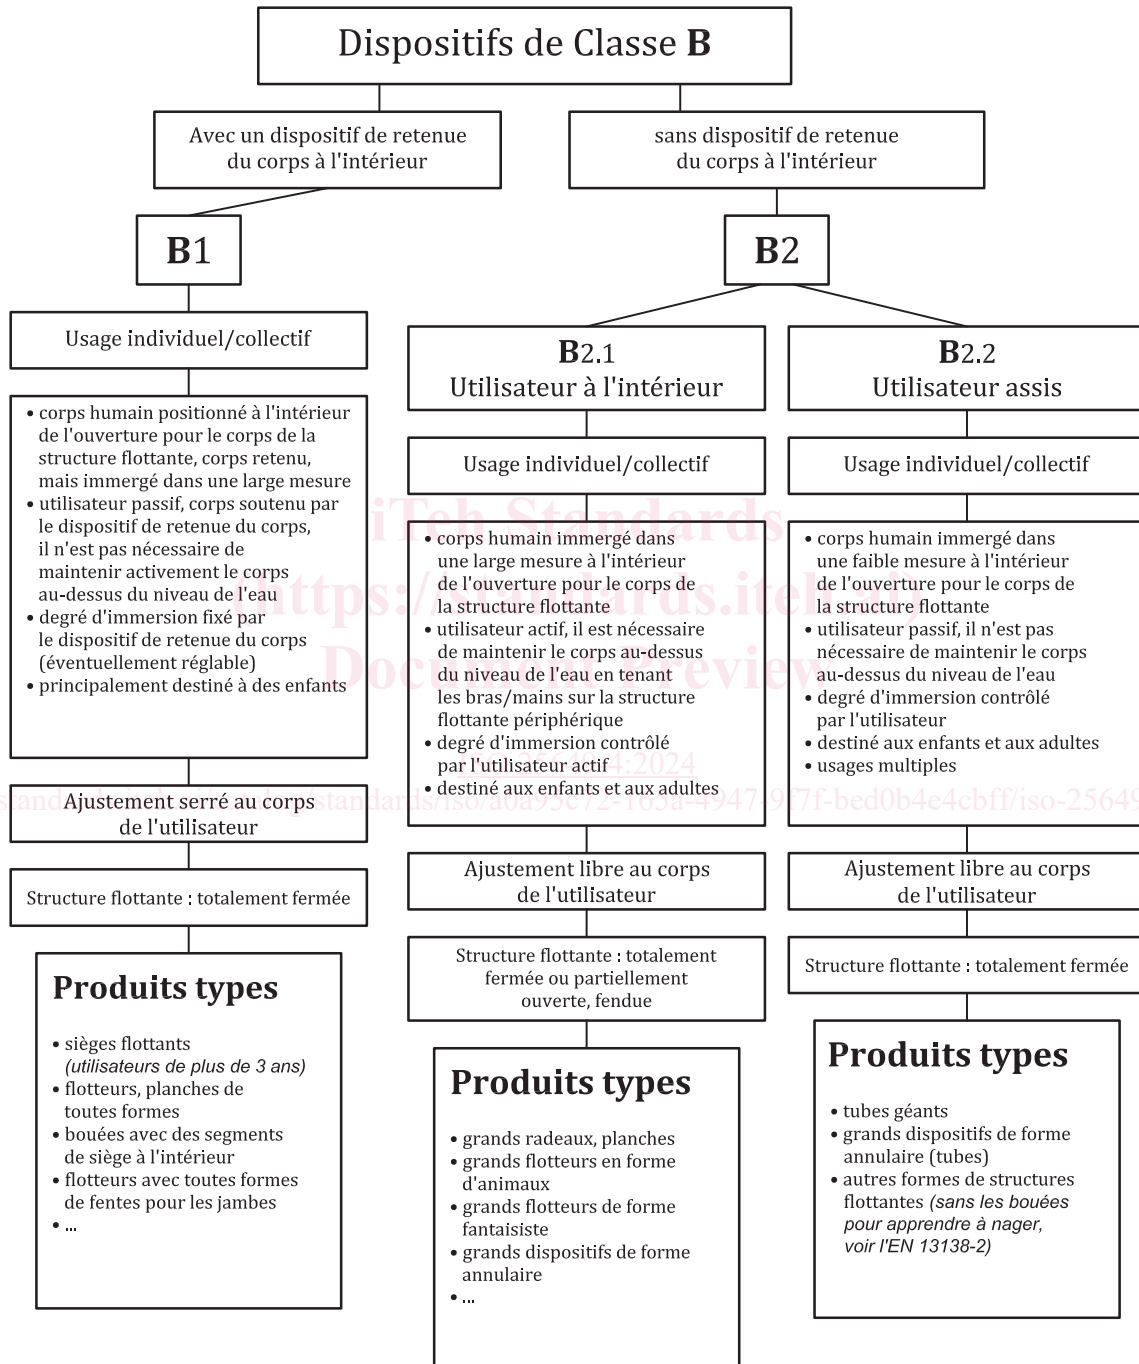 Dispositifs de Classe B
Avec un dispositif de retenue
du corps à l'intérieur
sans dispositif de retenue
du corps à l'intérieur
B1
B2
Usage individuel/collectif
• corps humain positionné à l'intérieur
de l'ouverture pour le corps de la
structure flottante, corps retenu,
mais immergé dans une large mesure
• utilisateur passif, corps soutenu par
le dispositif de retenue du corps,
il n'est pas nécessaire de
maintenir activement le corps
au-dessus du niveau de l'eau
• degré d'immersion fixé par
le dispositif de retenue du corps
(éventuellement réglable)
• principalement destiné à des enfants
Ajustement serré au corps
de l'utilisateur
Structure flottante : totalement fermée
Produits types
• sièges flottants
(utilisateurs de plus de 3 ans)
• flotteurs, planches de
toutes formes
• bouées avec des segments
de siège à l'intérieur
• flotteurs avec toutes formes
de fentes pour les jambes
• ...
B2.1
Utilisateur à l'intérieur
Usage individuel/collectif
• corps humain immergé dans
une large mesure à l'intérieur
de l'ouverture pour le corps de
la structure flottante
• utilisateur actif, il est nécessaire
de maintenir le corps au-dessus
du niveau de l'eau en tenant
les bras/mains sur la structure
flottante périphérique
• degré d'immersion contrôlé
par l'utilisateur actif
• destiné aux enfants et aux adultes
Ajustement libre au corps
de l'utilisateur
Structure flottante : totalement
fermée ou partiellement
ouverte, fendue
Produits types
• grands radeaux, planches
• grands flotteurs en forme
d'animaux
• grands flotteurs de forme
fantaisiste
• grands dispositifs de forme
annulaire
• ...
B2.2
Utilisateur assis
Usage individuel/collectif
• corps humain immergé dans
une faible mesure à l'intérieur
de l'ouverture pour le corps de
la structure flottante
• utilisateur passif, il n'est pas
nécessaire de maintenir le corps
au-dessus du niveau de l'eau
• degré d'immersion contrôlé
par l'utilisateur
• destiné aux enfants et aux adultes
• usages multiples
Ajustement libre au corps
de l'utilisateur
Structure flottante : totalement fermée
Produits types
• tubes géants
• grands dispositifs de forme
annulaire (tubes)
• autres formes de structures
flottantes (sans les bouées
pour apprendre à nager,
voir l'EN 13138-2)
iTeh Standards
(https://standards.iteh.ai)
Document Preview